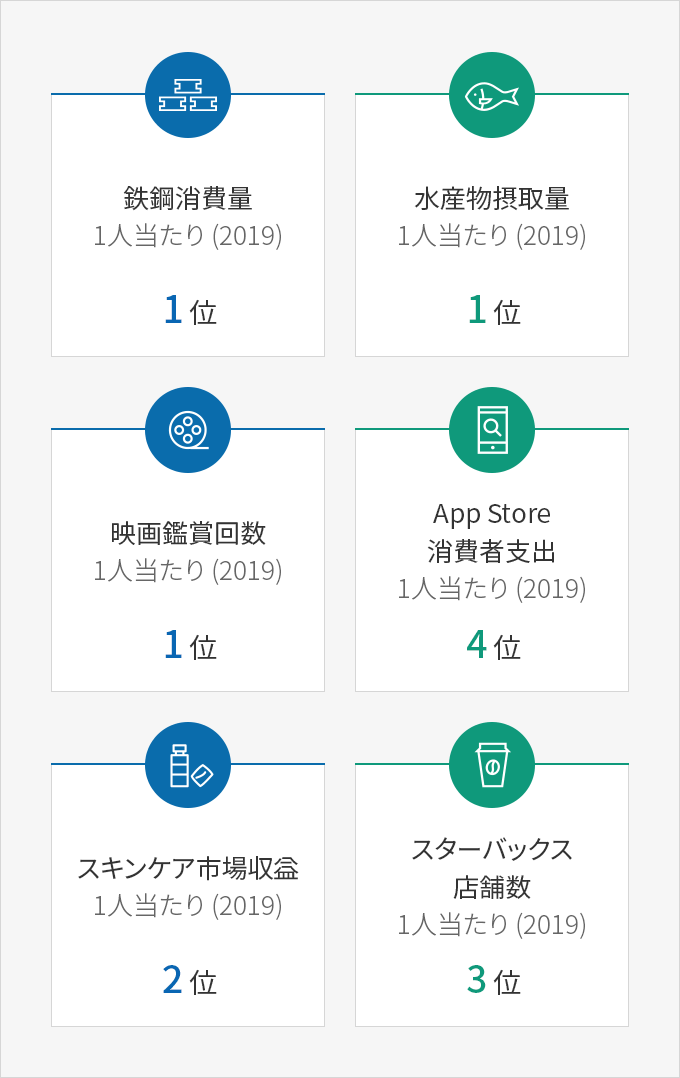 鉄鋼消費量
1人当たり (2019)
1 位
水産物摂取量
1人当たり (2019)
1 位
映画鑑賞回数
1人当たり (2019)
1 位
App Store
消費者支出
1人当たり (2019)
4 位
スキンケア市場収益
1人当たり (2019)
2 位
スターバックス
店舗数
1人当たり (2019)
3 位